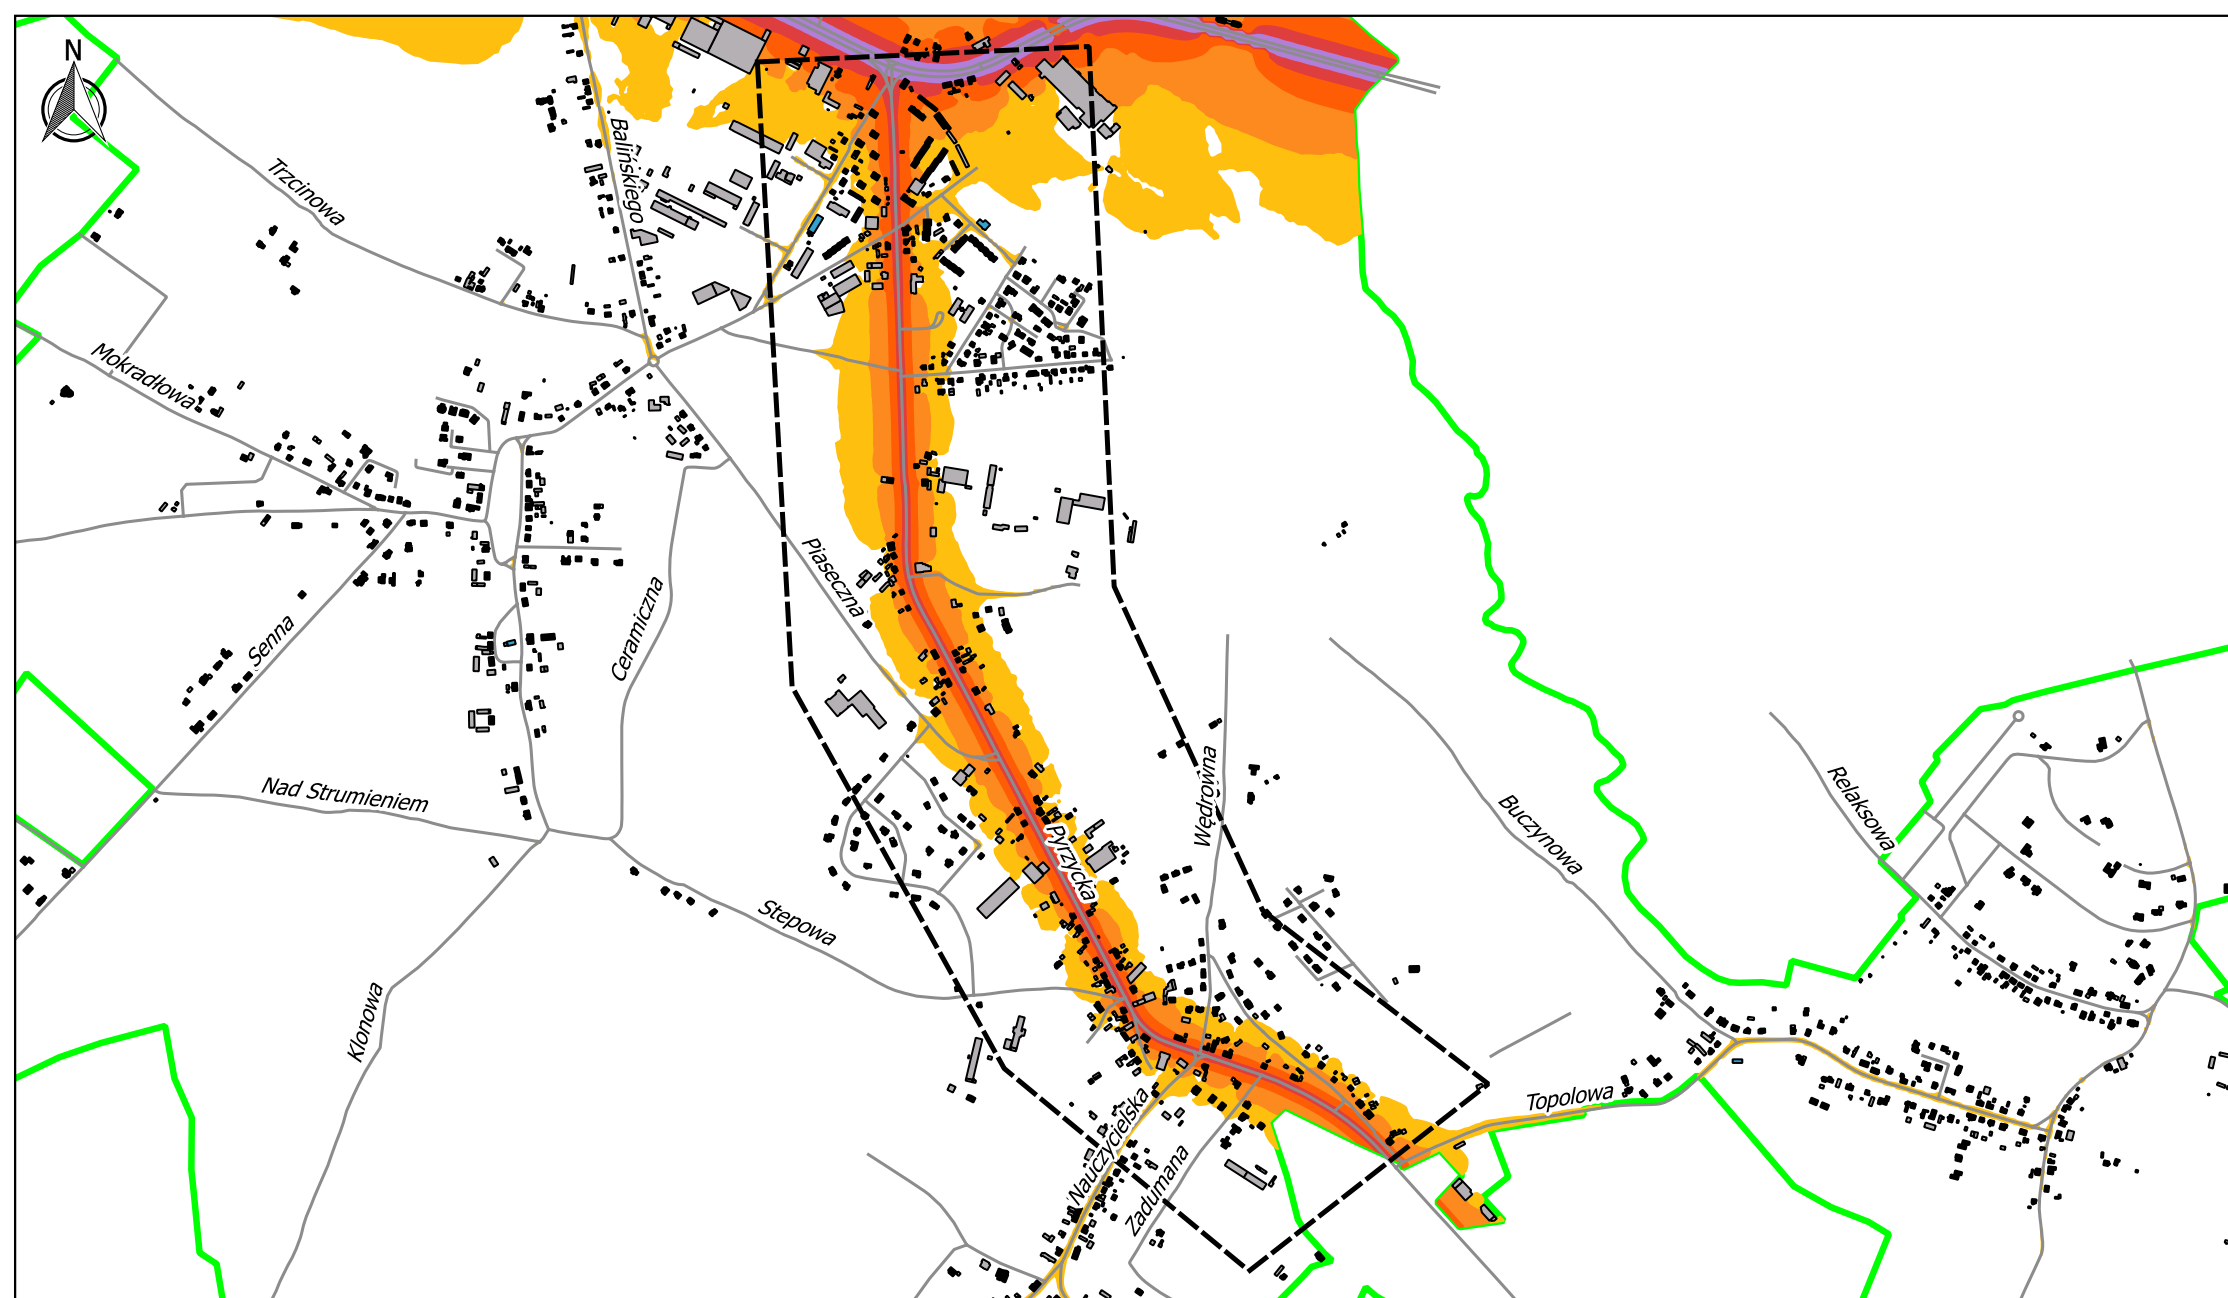 N
Balińskiego
Trzcinowa
Mokradłowa
Piaseczna
Ceramiczna
Senna
Wędrowna
Relaksowa
Buczynowa
Nad Strumieniem
Pyrzycka
Stepowa
Klonowa
Topolowa
Nauczycielska
Zadumana